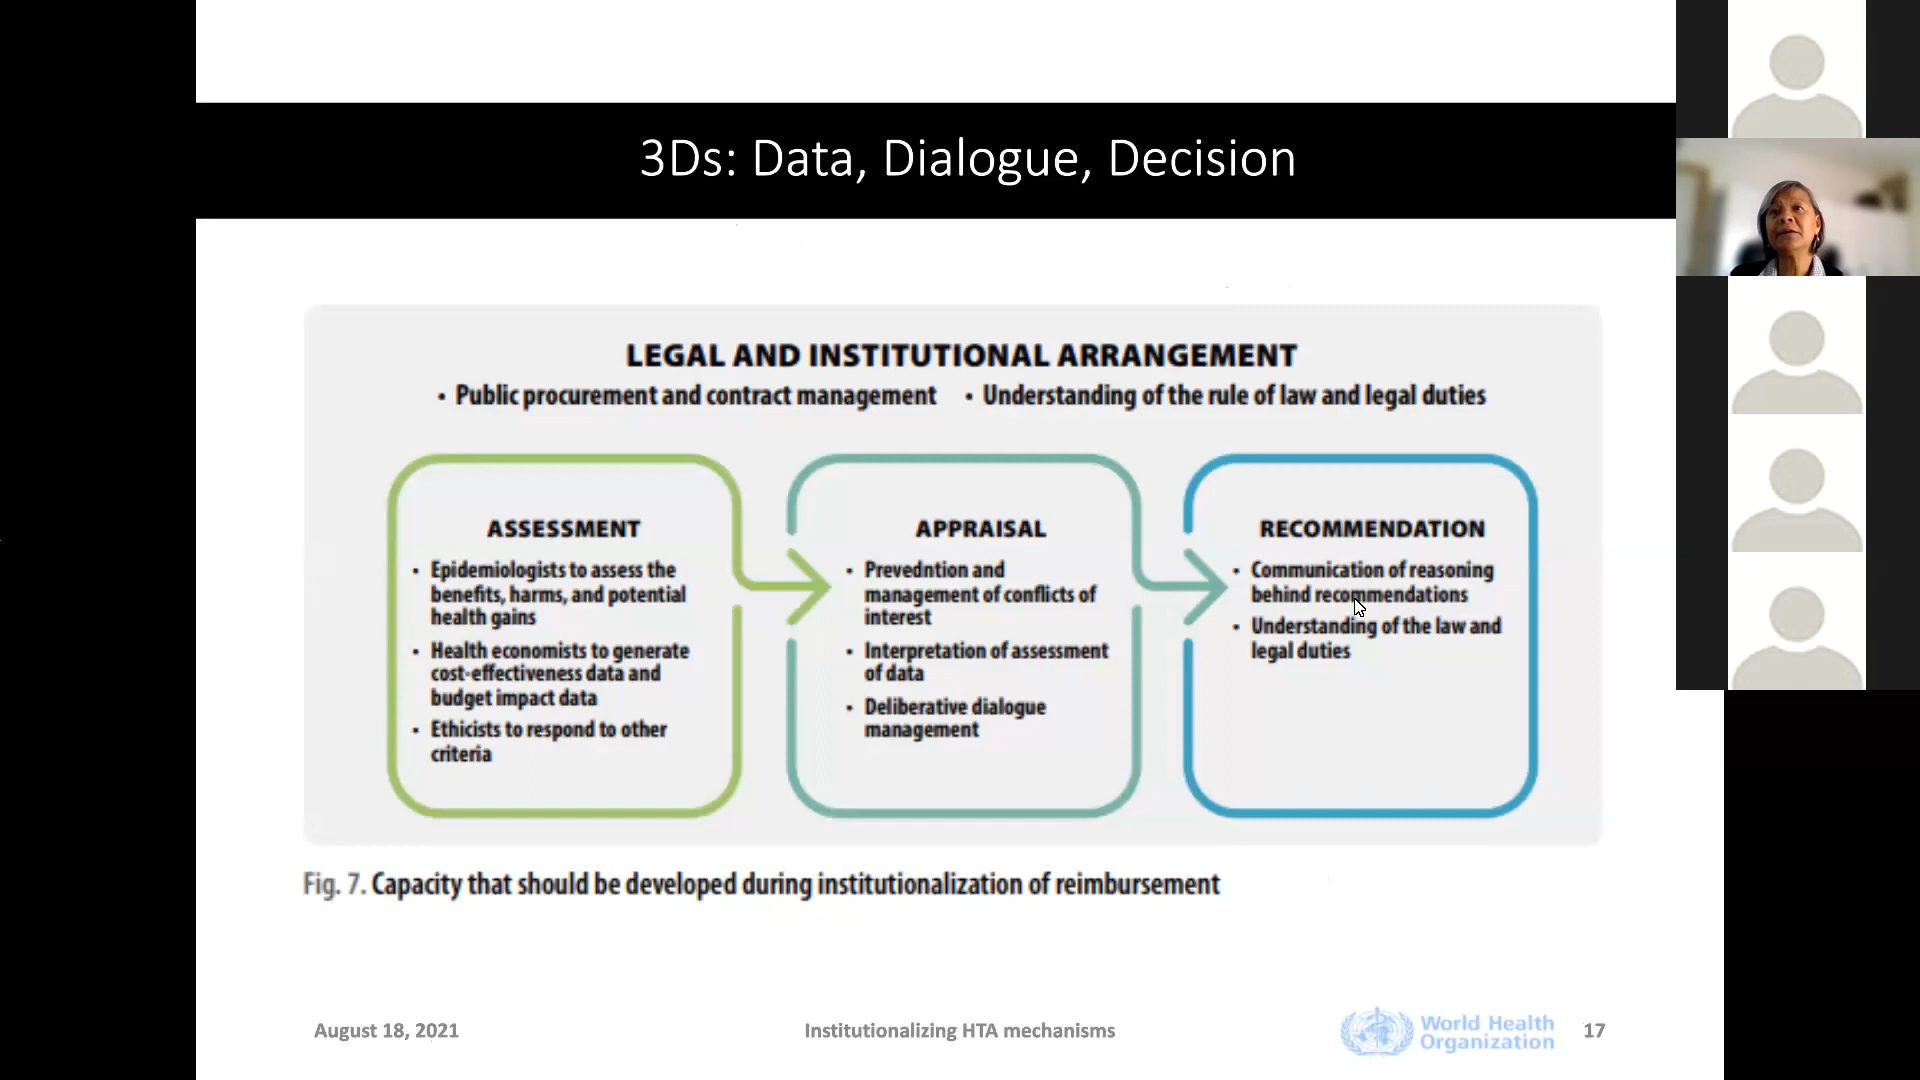 3Ds: Data, Dialogue, Decision
LEGAL AND INSTITUTIONAL ARRANGEMENT
• Public procurement and contract management • Understanding of the rule of law and legal duties
ASSESSMENT
• Epidemiologists to assess the
benefits, harms, and potential
health gains
• Health economists to generate
cost-effectiveness data and
budget impact data
• Ethicists to respond to other
criteria
APPRAISAL
• Prevedntion and
management of conflicts of
interest
• Interpretation of assessment
of data
• Deliberative dialogue
management
RECOMMENDATION
• Communication of reasoning
behind recommendations
• Understanding of the law and
legal duties
Fig. 7. Capacity that should be developed during institutionalization of reimbursement
August 18, 2021
Institutionalizing HTA mechanisms
World Health
Organization
17